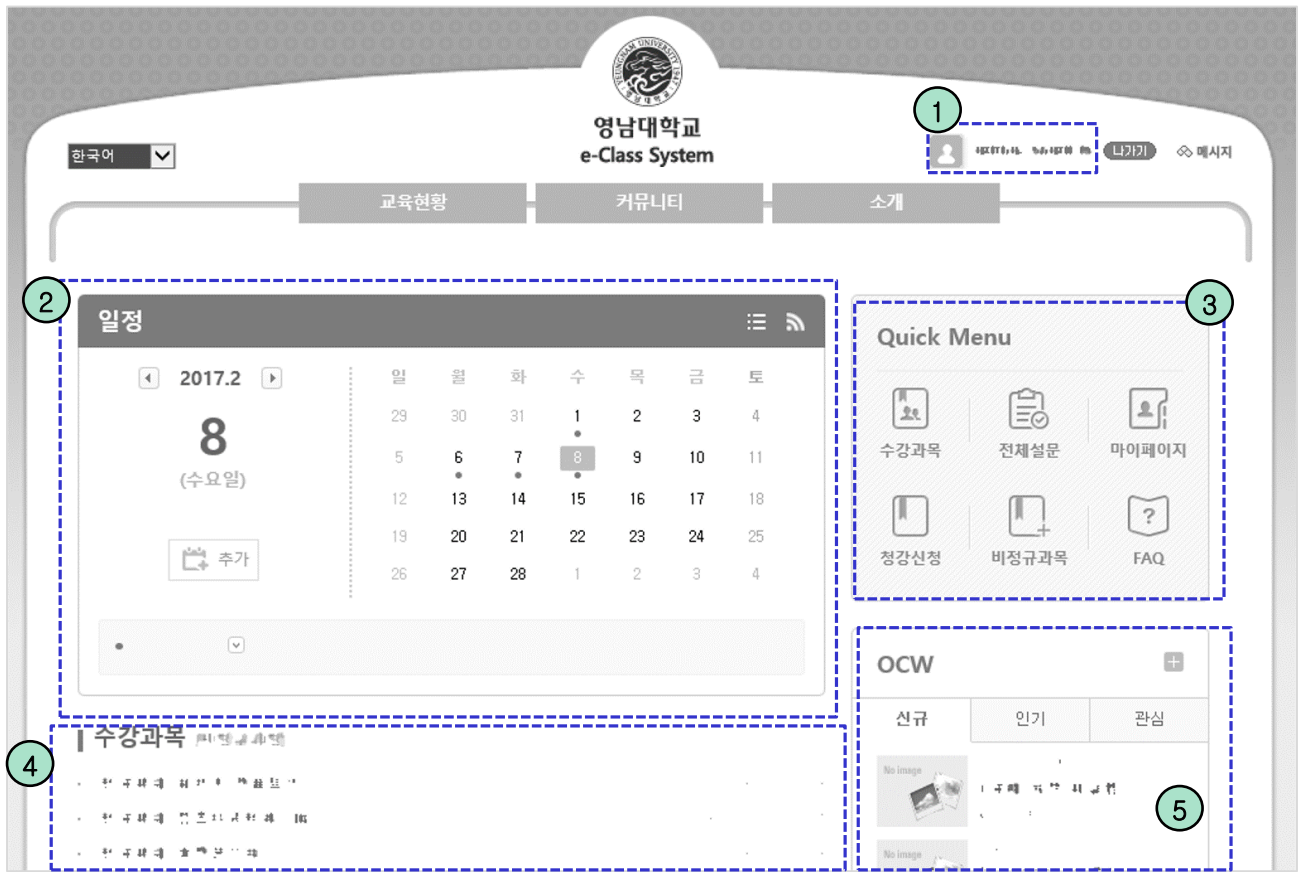 YEUNGNAM UNIVERSITY 1947
영남대학교
e-Class System
1
한국어
나가기
메시지
교육현황 커뮤니티 소개
2
일정
2017.2
8
(수요일)
추가
일 월 화 수 목 금 토
29 30 31 1 2 3 4
5 6 7 8 9 10 11
12 13 14 15 16 17 18
19 20 21 22 23 24 25
26 27 28 1 2 3 4
3
Quick Menu
수강과목 전체설문 마이페이지
청강신청 비정규과목 FAQ
4
수강과목
OCW
신규 인기 관심
No image
5
No image